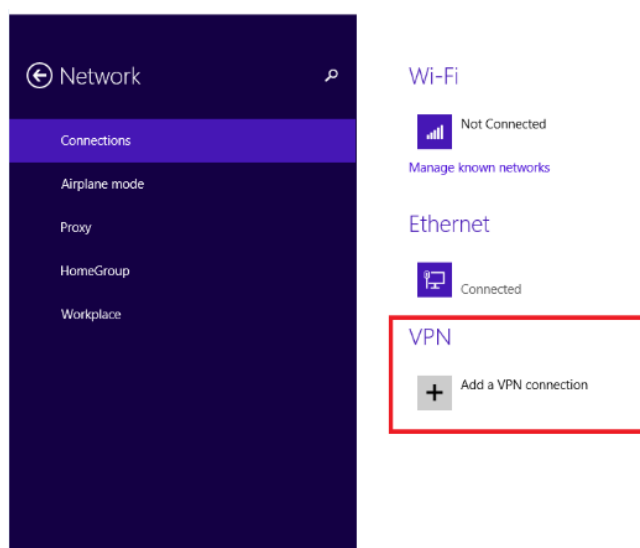 Network
Connections
Airplane mode
Proxy
HomeGroup
Workplace
Wi-Fi
Not Connected
Manage known networks
Ethernet
Connected
VPN
Add a VPN connection